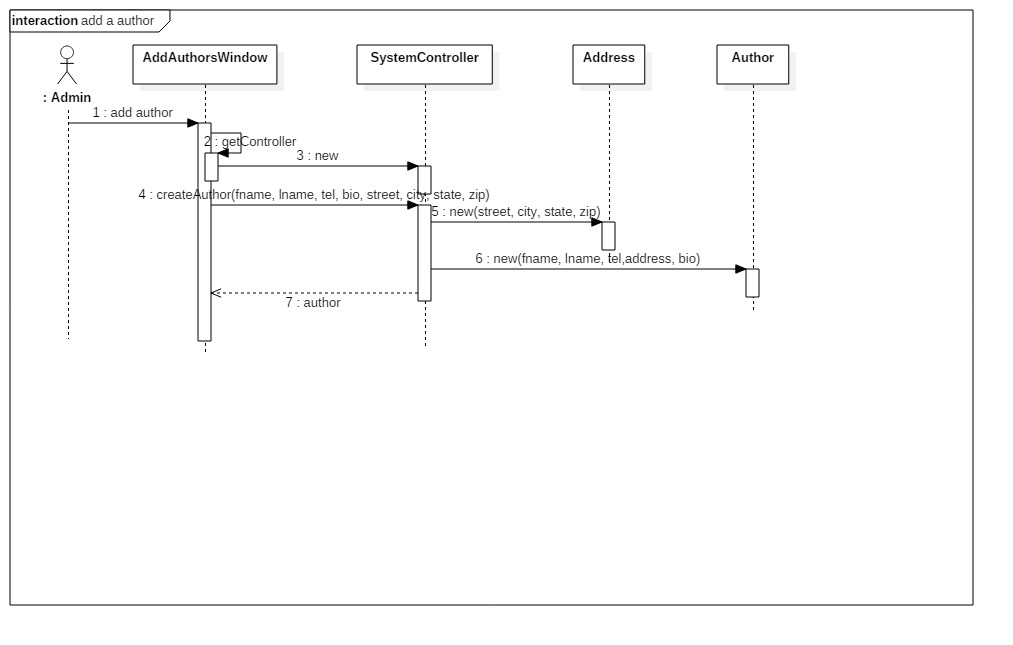 interaction add a author
AddAuthorsWindow
SystemController
Address
Author
: Admin
1 : add author
2 : getController
3 : new
4 : createAuthor(fname, lname, tel, bio, street, city, state, zip)
5 : new(street, city, state, zip)
6 : new(fname, lname, tel,address, bio)
7 : author